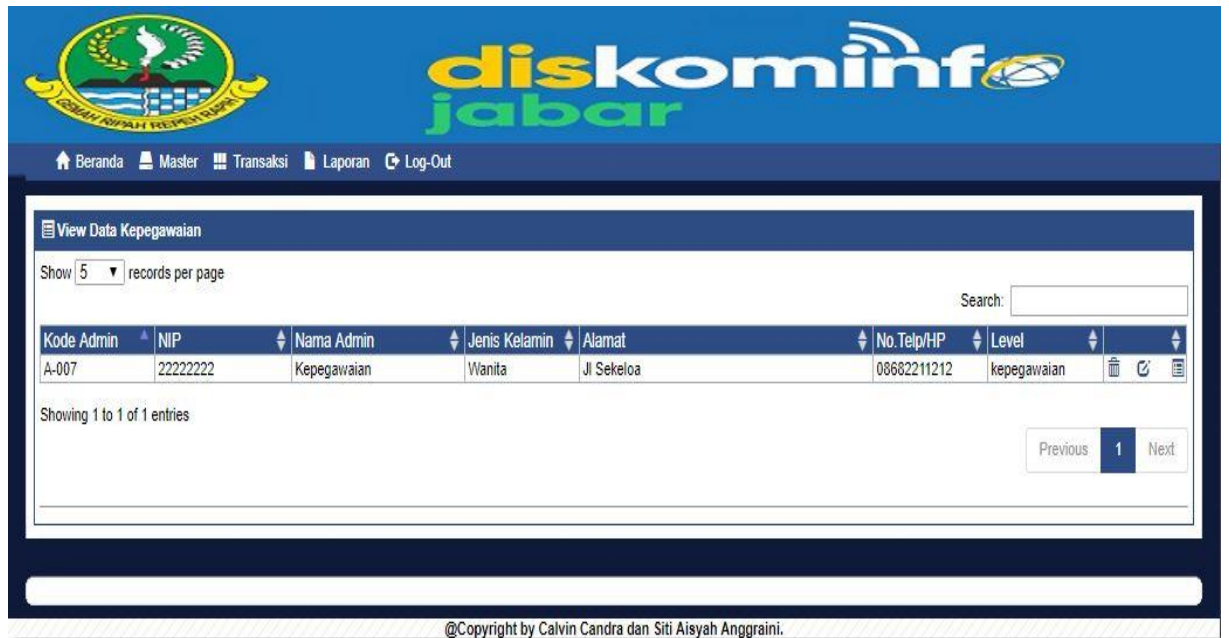 GEMAH RIPAH REPEH RAPIH
diskominfo
jabar
Beranda Master Transaksi Laporan Log-Out
View Data Kepegawaian
Show 5 records per page
Search:
Kode Admin NIP Nama Admin Jenis Kelamin Alamat No.Telp/HP Level
A-007 22222222 Kepegawaian Wanita Jl Sekeloa 08682211212 kepegawaian
Showing 1 to 1 of 1 entries
Previous 1 Next
@Copyright by Calvin Candra dan Siti Aisyah Anggraini.